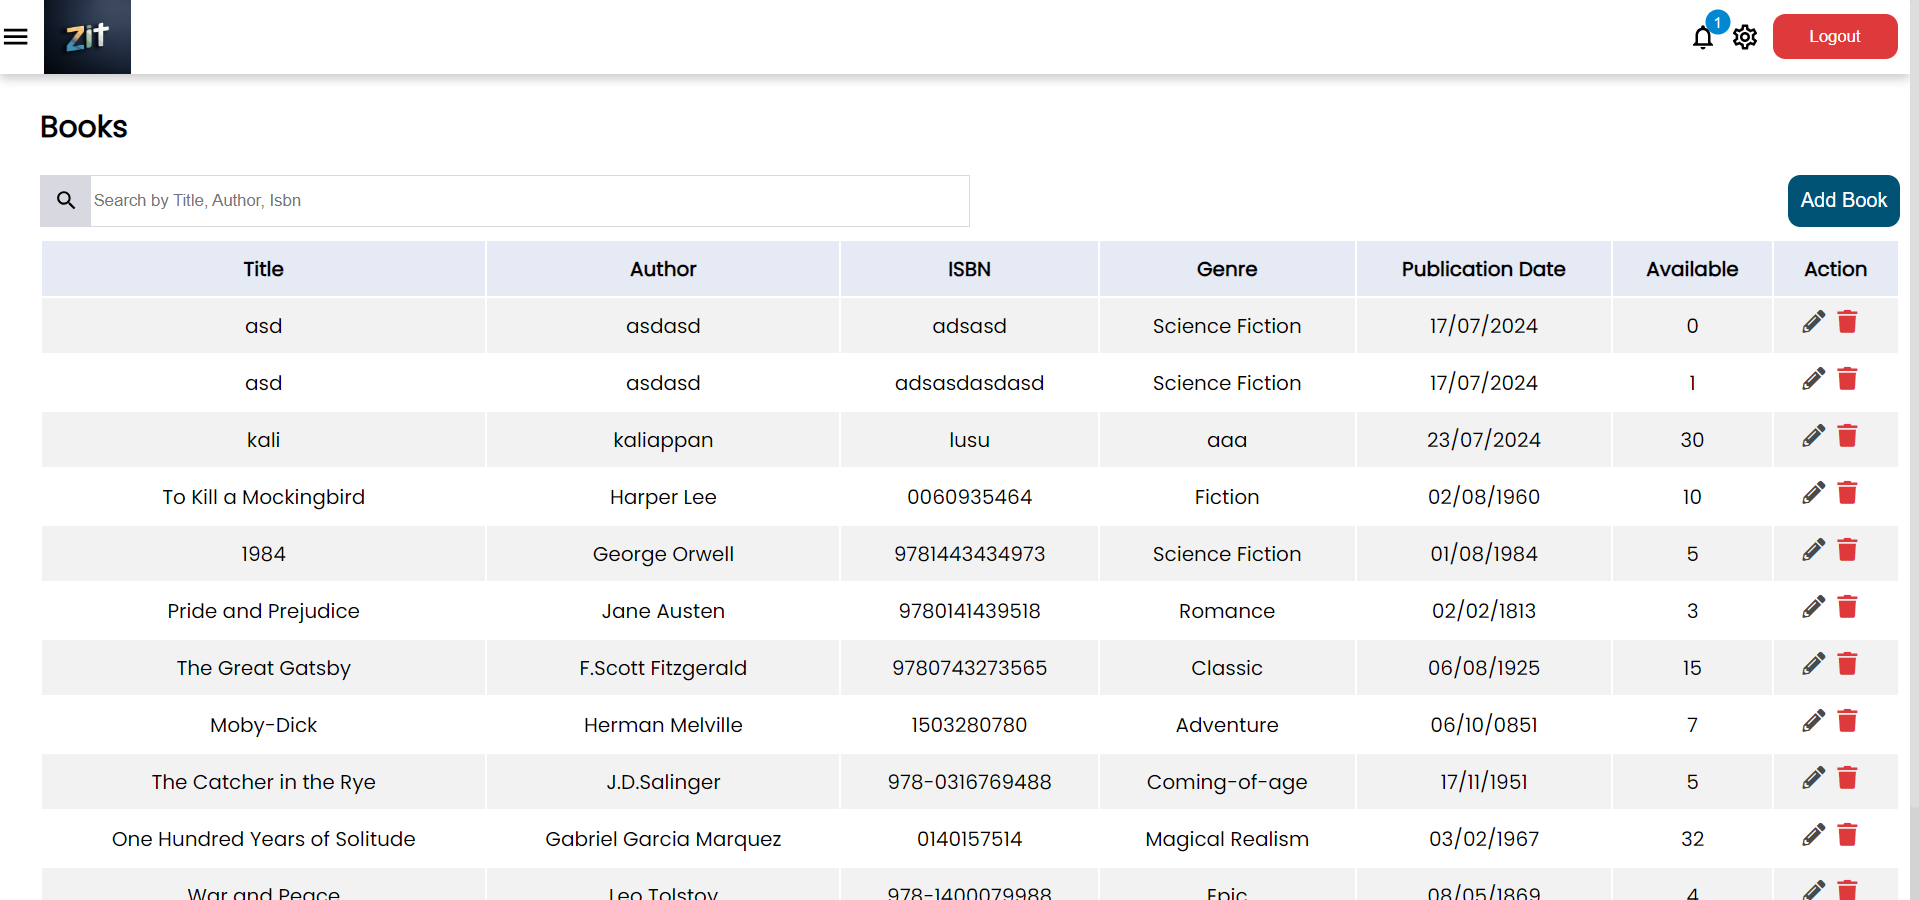 Zit
1
Logout
Books
Search by Title, Author, Isbn
Add Book
Title Author ISBN Genre Publication Date Available Action
asd asdasd adsasd Science Fiction 17/07/2024 0
asd asdasd adsasdasdasd Science Fiction 17/07/2024 1
kali kaliappan lusu aaa 23/07/2024 30
To Kill a Mockingbird Harper Lee 0060935464 Fiction 02/08/1960 10
1984 George Orwell 9781443434973 Science Fiction 01/08/1984 5
Pride and Prejudice Jane Austen 9780141439518 Romance 02/02/1813 3
The Great Gatsby F.Scott Fitzgerald 9780743273565 Classic 06/08/1925 15
Moby-Dick Herman Melville 1503280780 Adventure 06/10/0851 7
The Catcher in the Rye J.D.Salinger 978-0316769488 Coming-of-age 17/11/1951 5
One Hundred Years of Solitude Gabriel Garcia Marquez 0140157514 Magical Realism 03/02/1967 32
War and Peace Leo Tolstoy 978-1400079988 Epic 08/05/1869 4